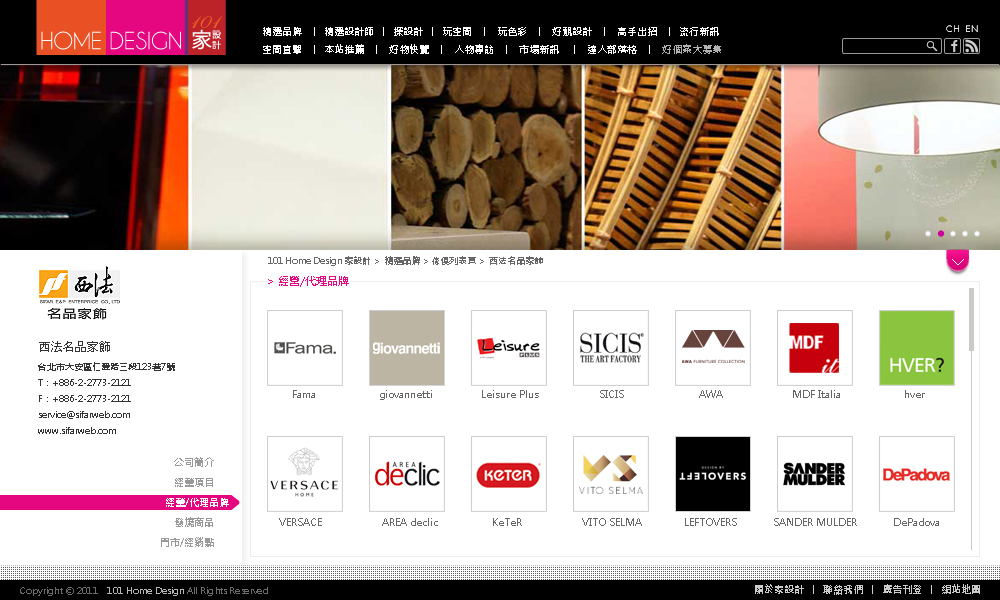 HOME DESIGN 101 家設計
精選品牌 | 精選設計師 | 探設計 | 玩空間 | 玩色彩 | 好覌設計 | 高手出招 | 流行新訊
CH EN
空間直擊 | 本站推薦 | 好物快覽 | 人物專訪 | 市場新訊 | 達人部落格 | 好個案大募集
101 Home Design 家設計 > 精選品牌 > 傢俱列表頁 > 西法名品家飾
> 經營/代理品牌
西法
SIFAR E&F ENTERPRICE CO., LTD
名品家飾
西法名品家飾
台北市大安區仁愛路三段123巷7號
T : +886-2-2773-2121
F : +886-2-2773-2121
service@sifarweb.com
www.sifarweb.com
公司簡介
經營項目
經營/代理品牌
發燒商品
門市/經銷點
Fama.
giovannetti
Leisure PLUS
SICIS THE ART FACTORY
AWA FURNITURE COLLECTION
MDF it
HVER?
Fama
giovannetti
Leisure Plus
SICIS
AWA
MDF Italia
hver
VERSACE HOME
AREA declic
KETER
VITO SELMA
DESIGN BY LEFTOVERS
SANDER MULDER
DePadova
VERSACE
AREA declic
KeTeR
VITO SELMA
LEFTOVERS
SANDER MULDER
DePadova
Copyright © 2011 101 Home Design All Rights Reserved
關於家設計 | 聯絡我們 | 廣告刊登 | 網站地圖